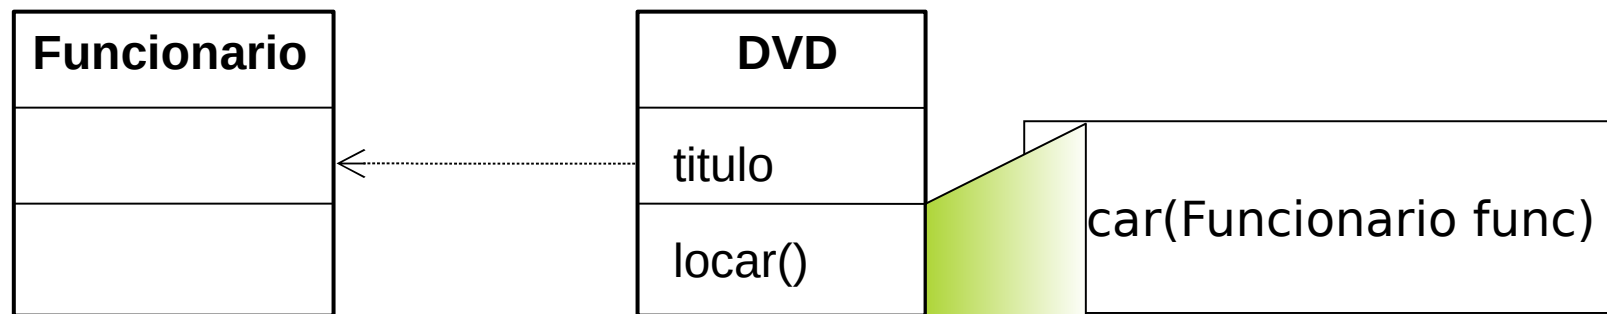 Funcionario
DVD
titulo
car(Funcionario func)
locar()